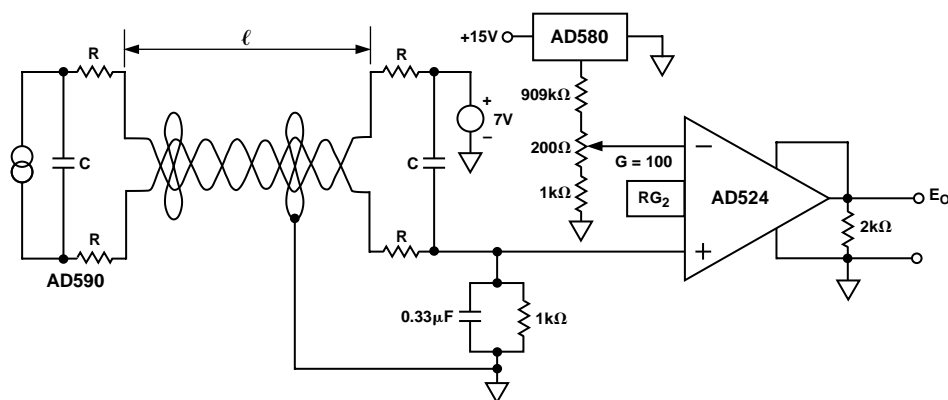 ℓ
AD580
+15V
R
R
909kΩ
+
7V
–
C
C
200Ω
–
G = 100
RG2
AD524
EO
1kΩ
2kΩ
R
R
+
AD590
0.33μF
1kΩ